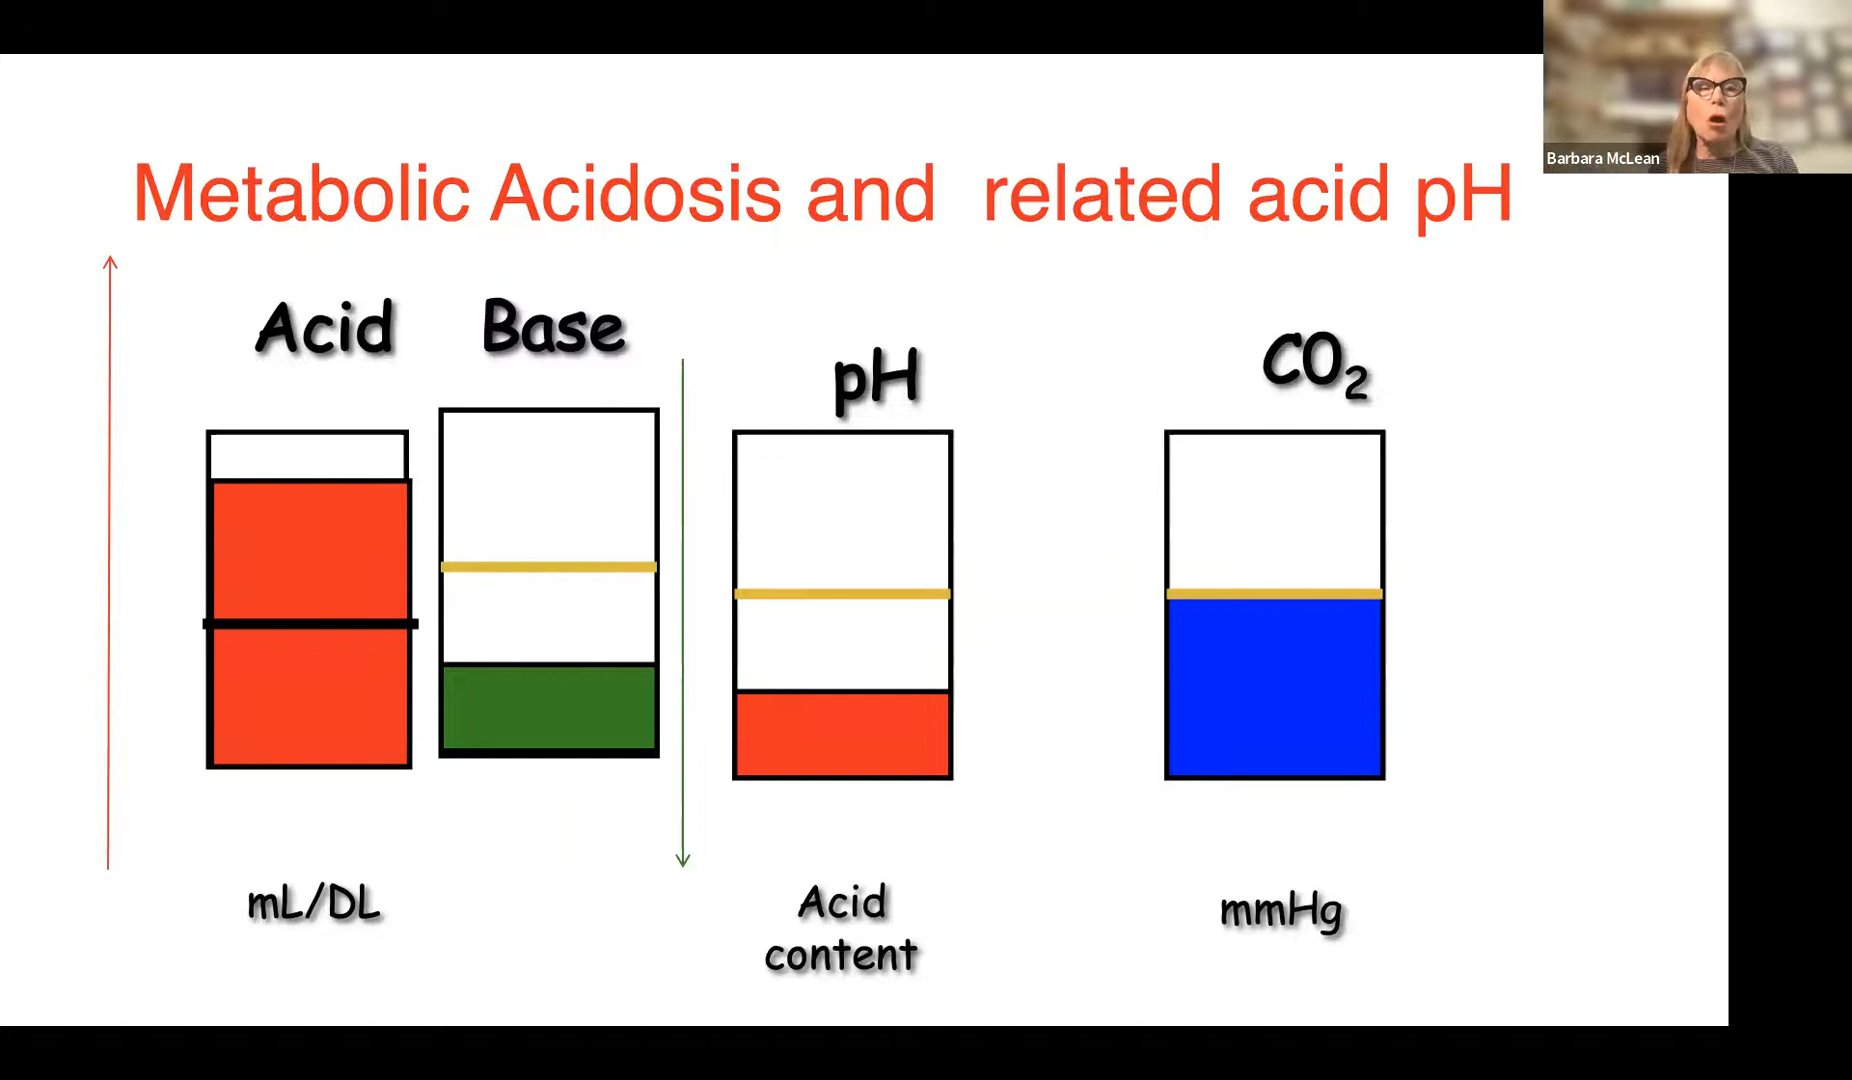 Barbara McLean
Metabolic Acidosis and related acid pH
Acid
Base
pH
CO₂
mL/DL
Acid
content
mmHg